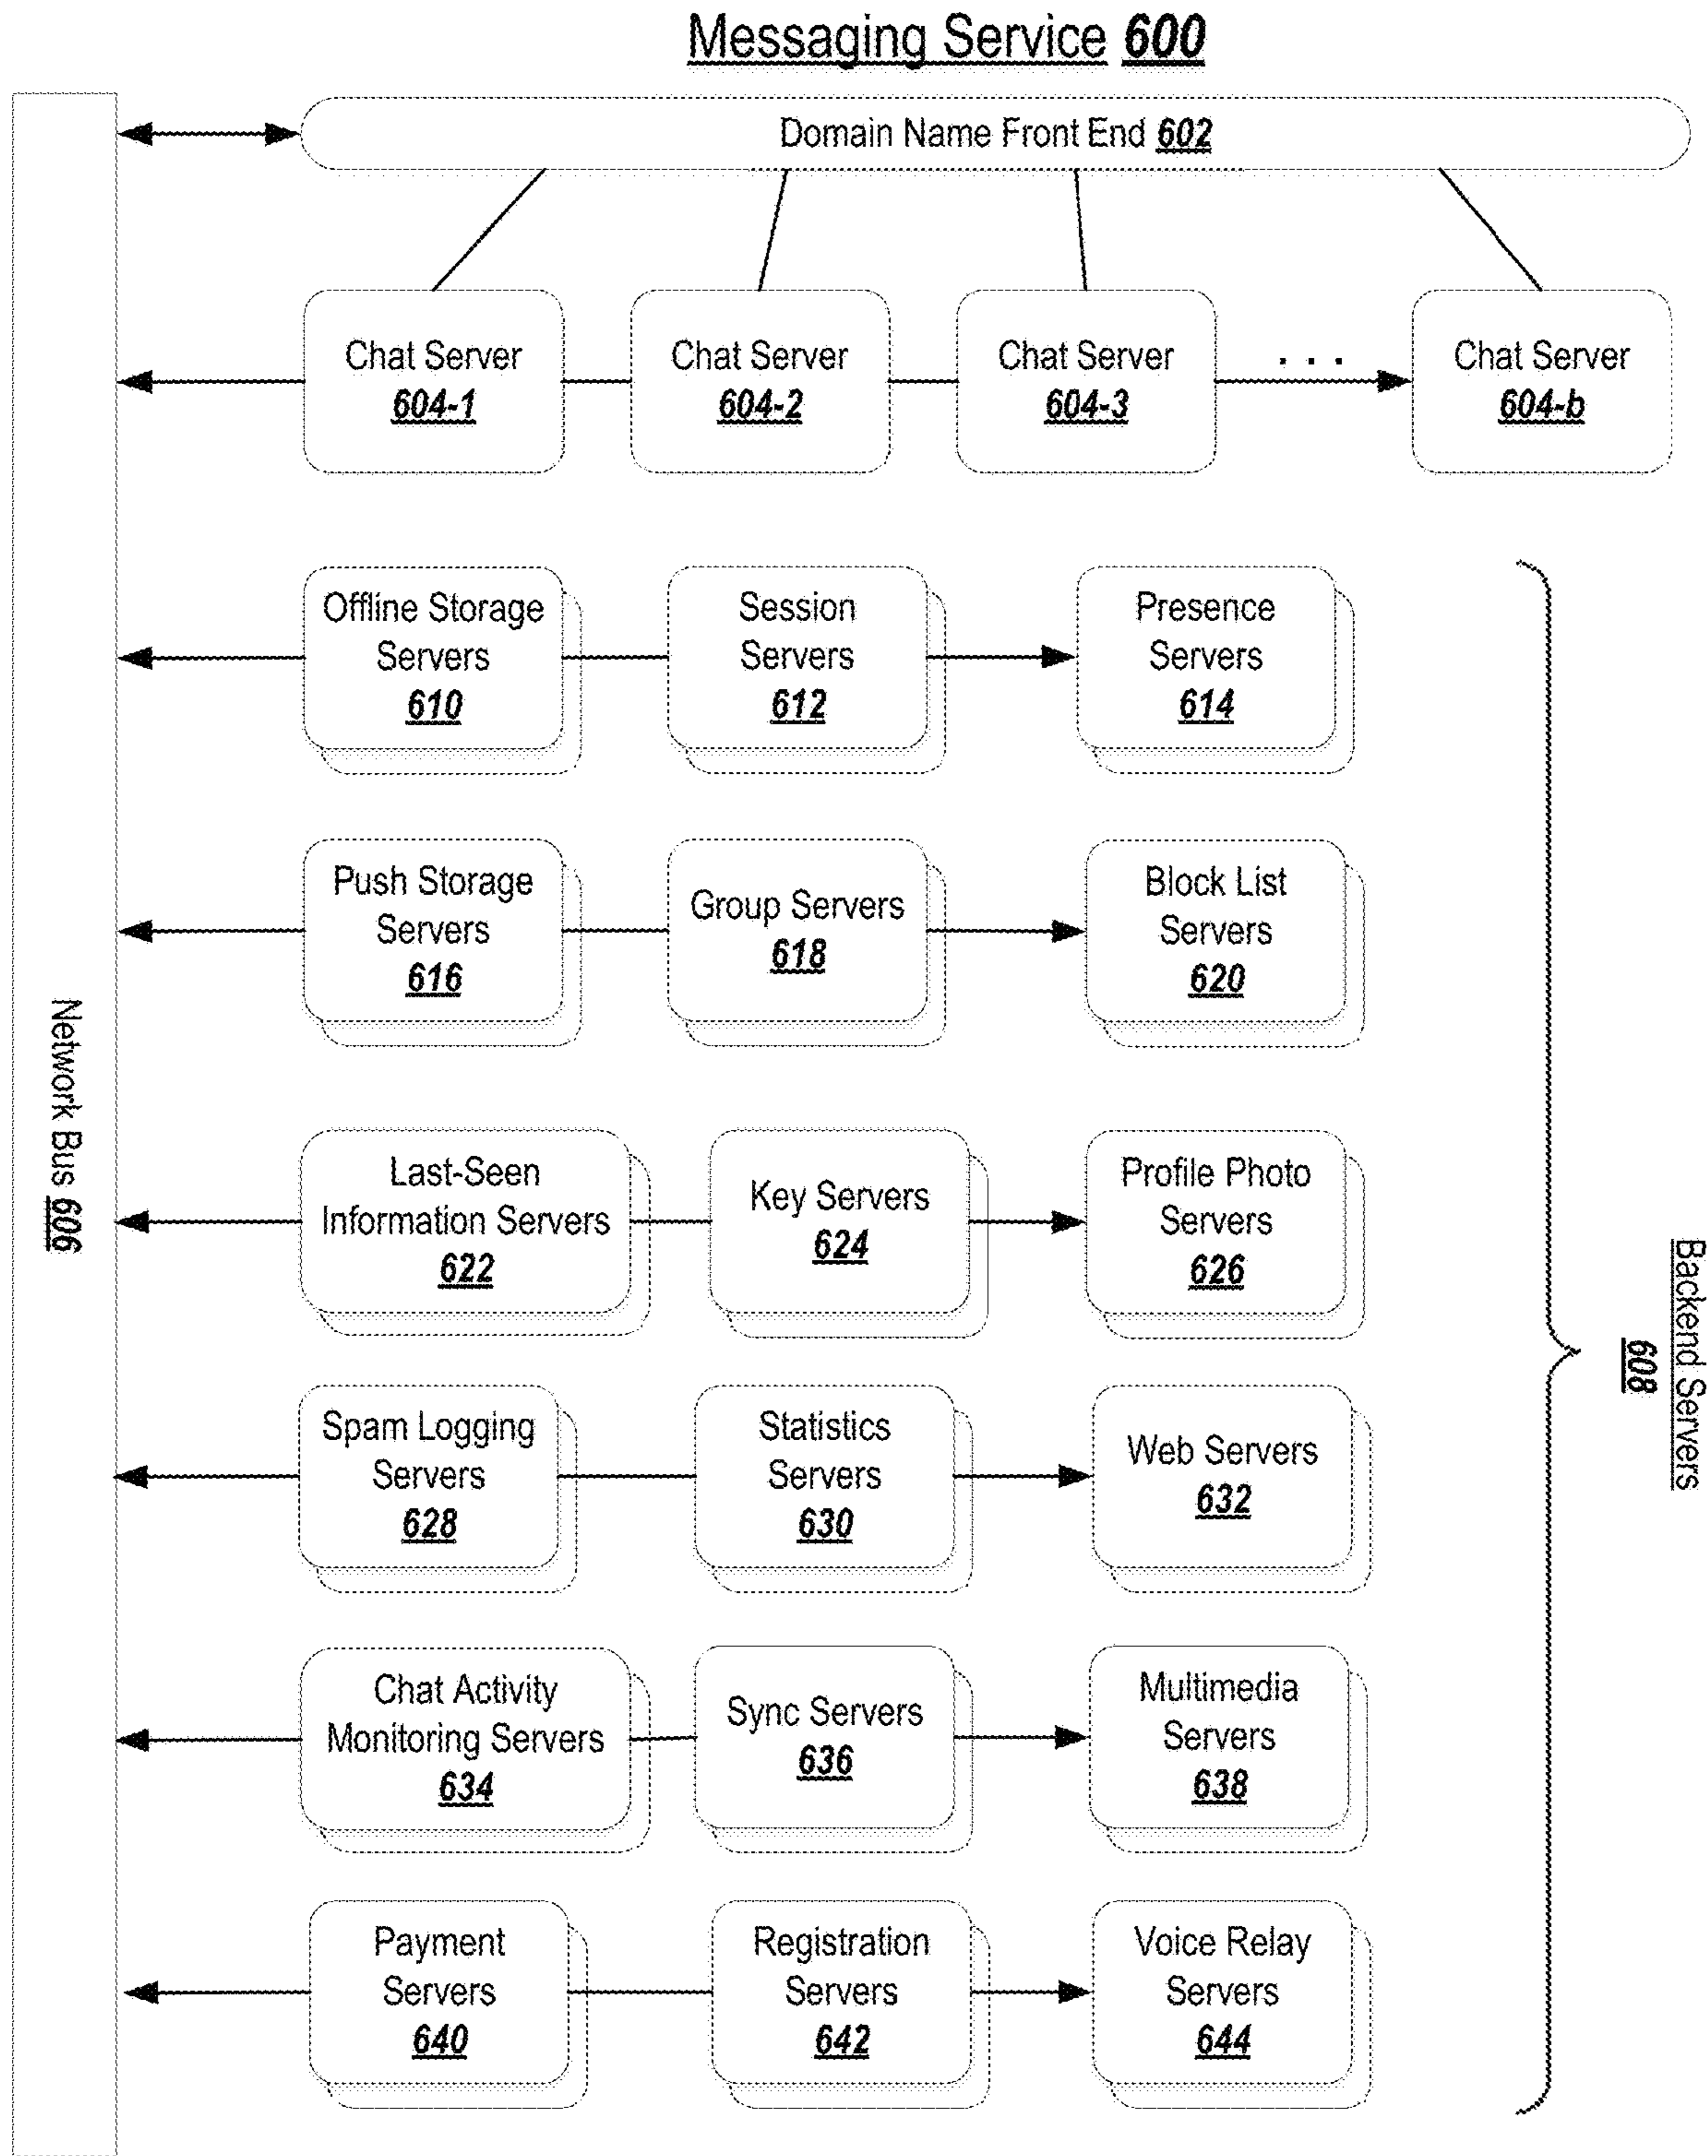 Messaging Service 600
Domain Name Front End 602
Chat Server
604-1
Chat Server
604-2
Chat Server
604-3
. . .
Chat Server
604-b
Offline Storage
Servers
610
Session
Servers
612
Presence
Servers
614
Push Storage
Servers
616
Group Servers
618
Block List
Servers
620
Network Bus 606
Last-Seen
Information Servers
622
Key Servers
624
Profile Photo
Servers
626
Backend Servers
608
Spam Logging
Servers
628
Statistics
Servers
630
Web Servers
632
Chat Activity
Monitoring Servers
634
Sync Servers
636
Multimedia
Servers
638
Payment
Servers
640
Registration
Servers
642
Voice Relay
Servers
644